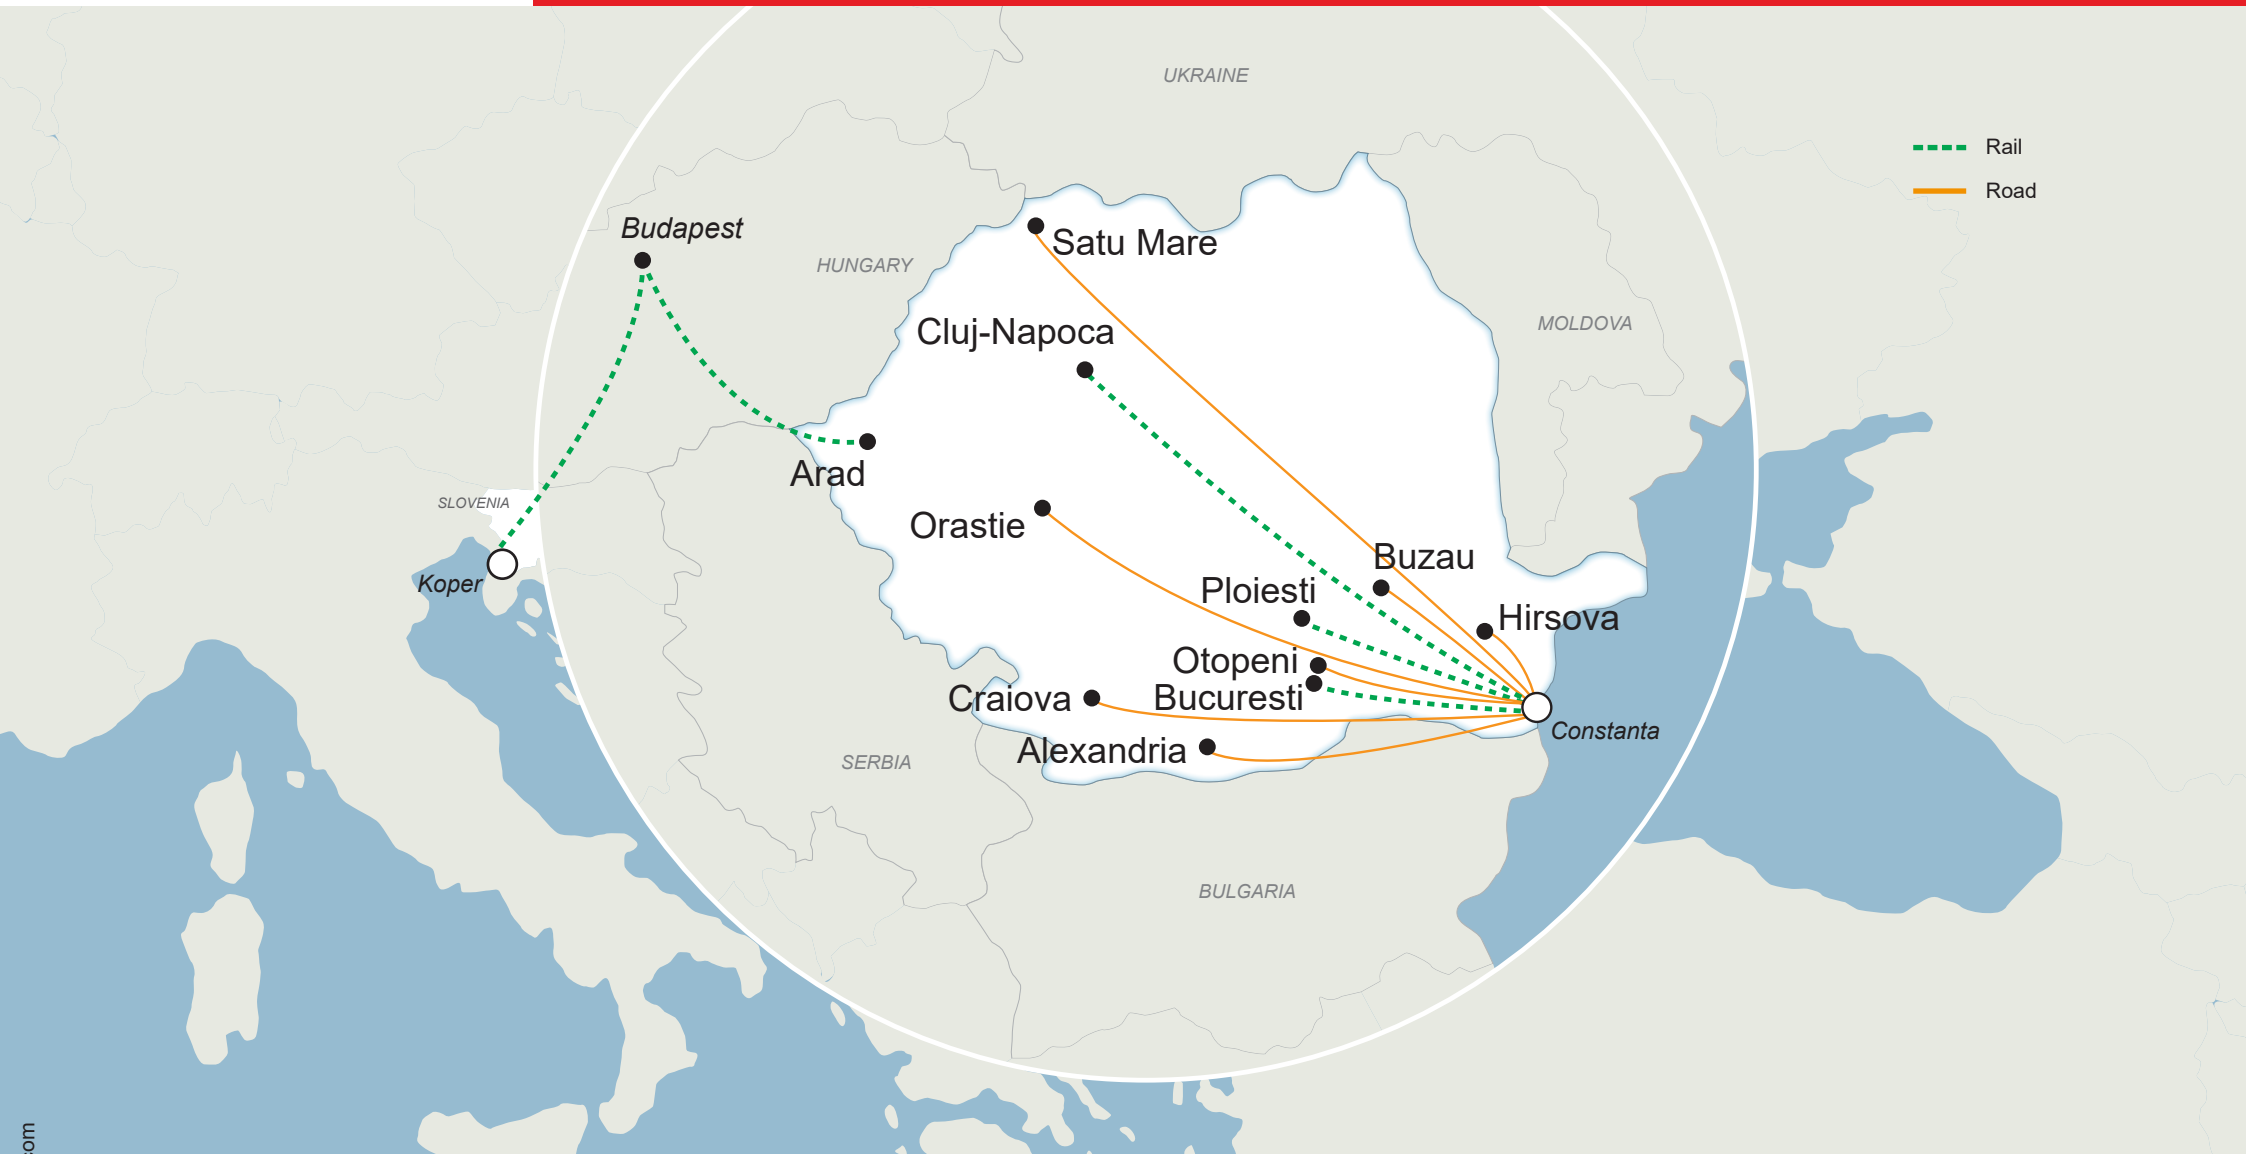 UKRAINE
Rail
Road
Budapest
Satu Mare
HUNGARY
Cluj-Napoca
MOLDOVA
Arad
SLOVENIA
Orastie
Buzau
Koper
Ploiesti
Hirsova
Otopeni
Craiova
Bucuresti
Constanta
Alexandria
SERBIA
BULGARIA
com